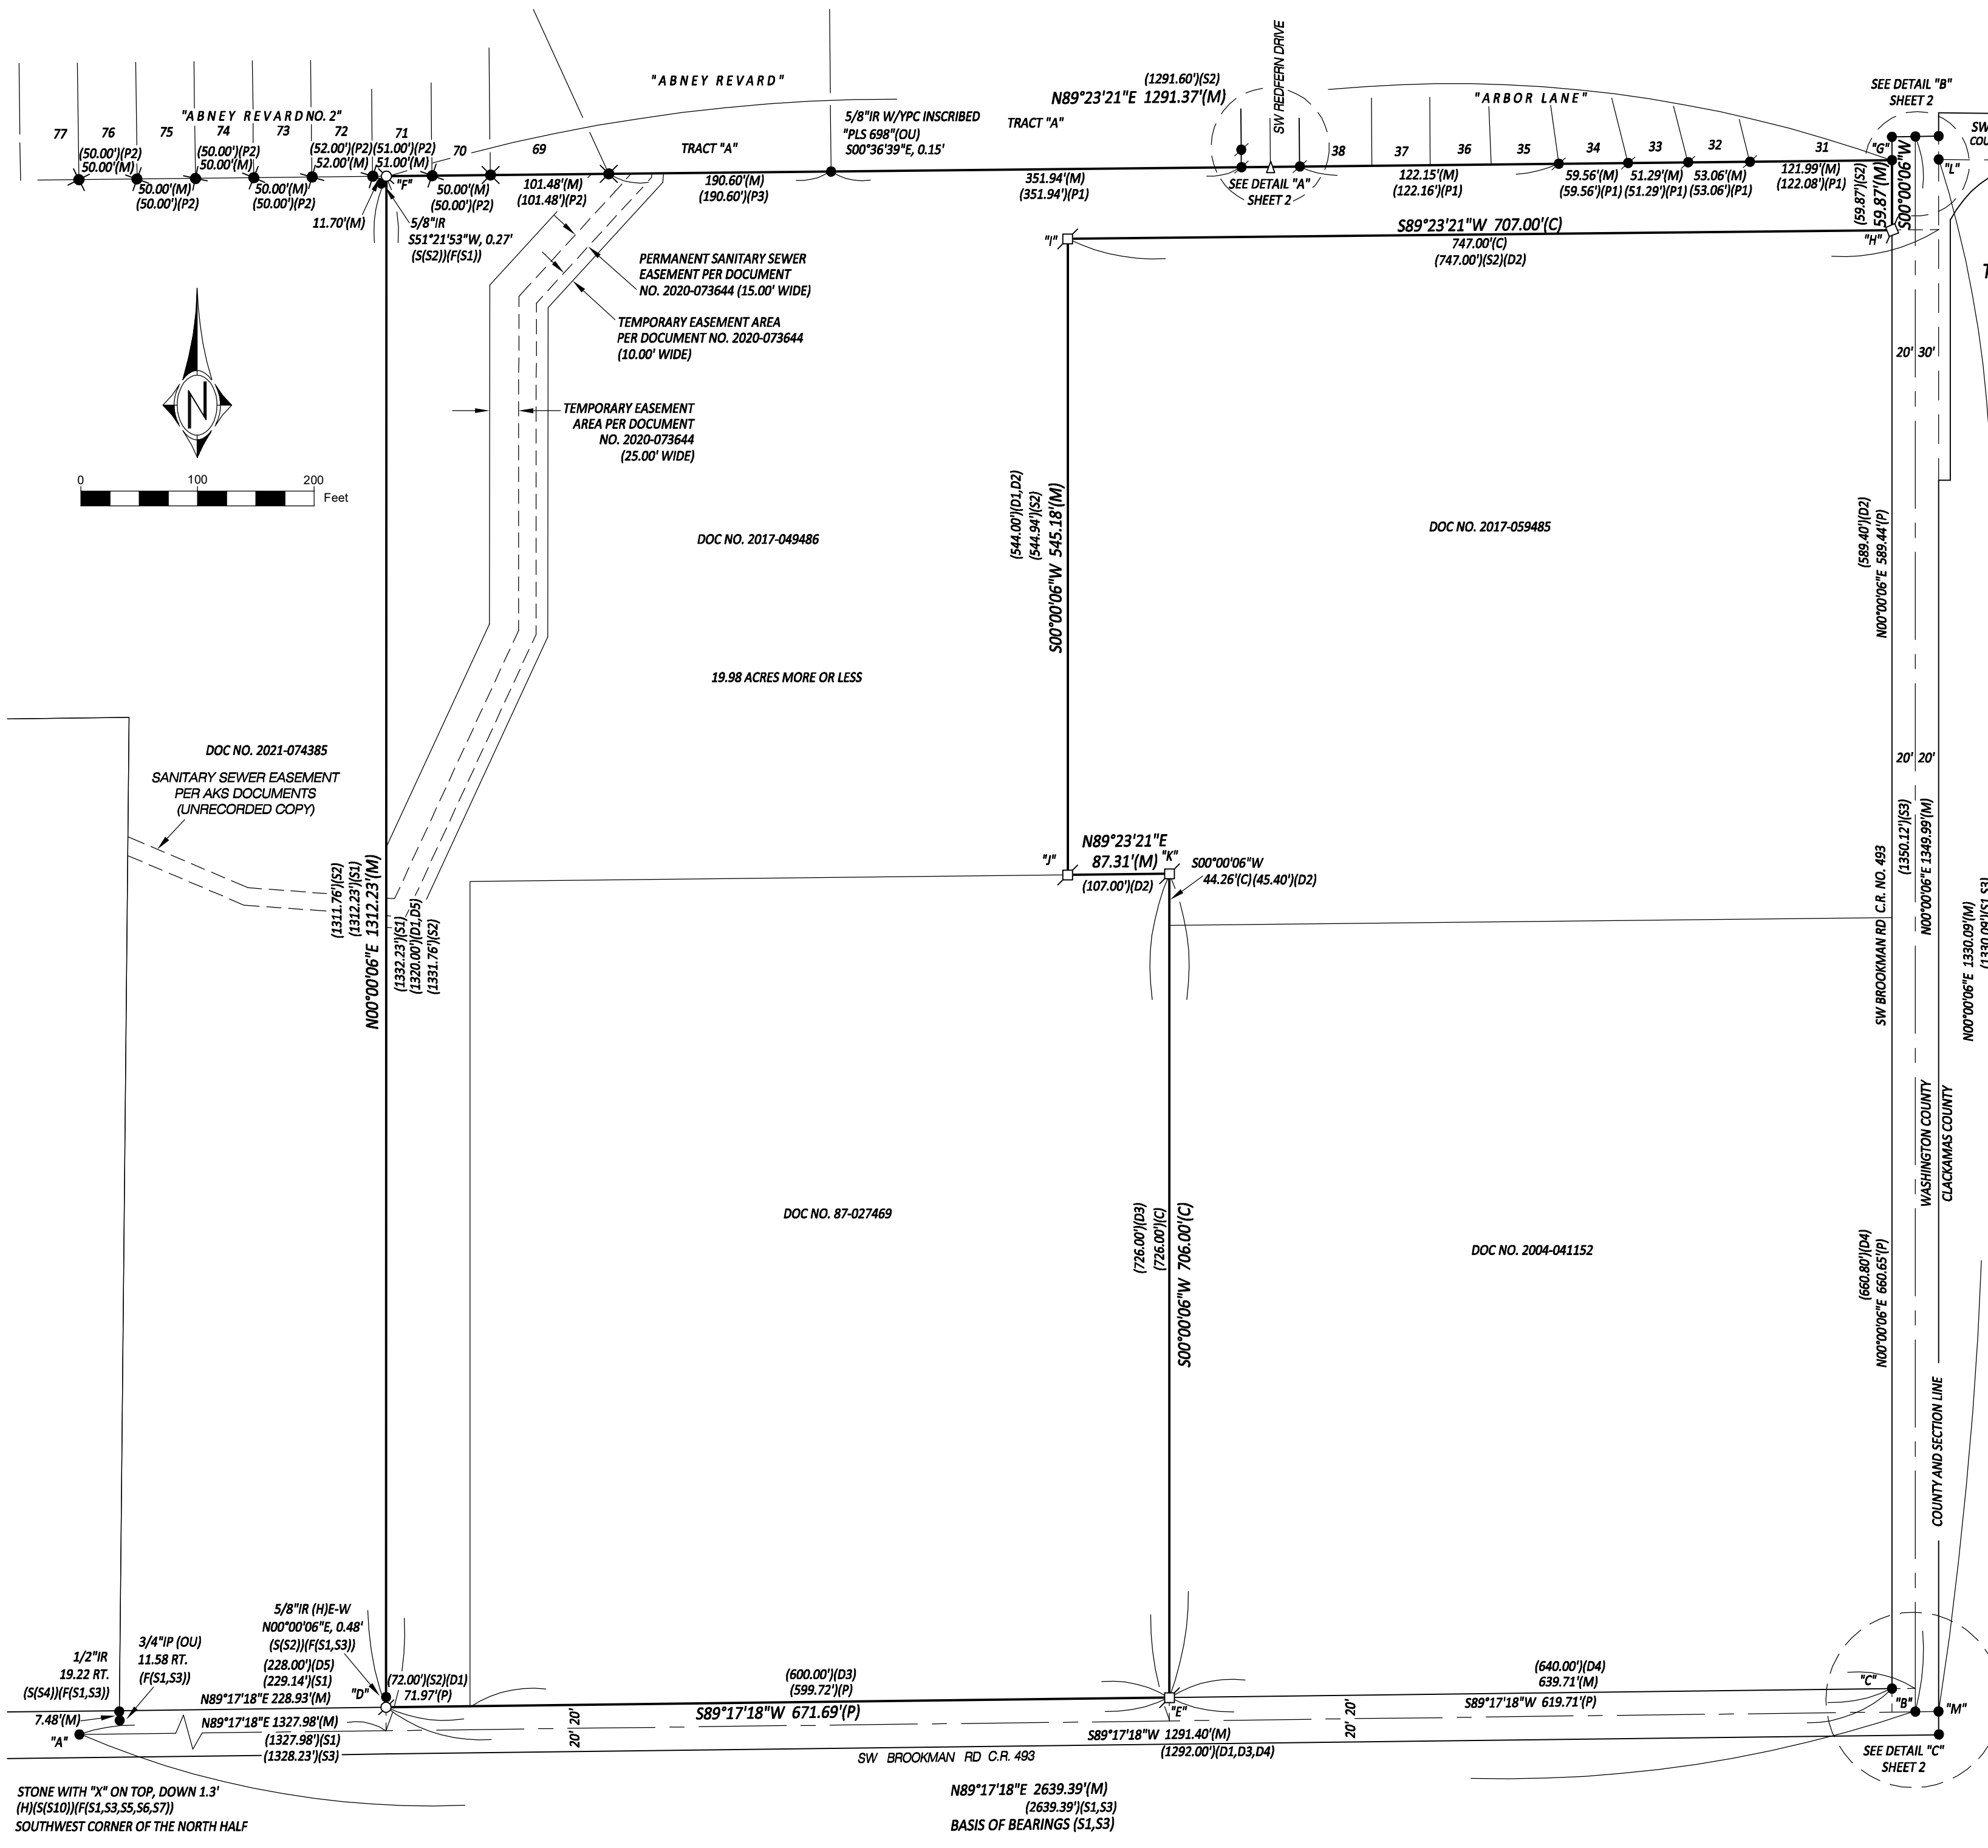 "ABNEY REVARD"
"ABNEY REVARD NO. 2"
77
76
75
74
73
72
71
70
69
(50.00')(P2)
50.00'(M)
50.00'(M)
(50.00')(P2)
(50.00')(P2)
50.00'(M)
50.00'(M)
(50.00')(P2)
(52.00')(P2)
52.00'(M)
(51.00')(P2)
51.00'(M)
"F"
50.00'(M)
(50.00')(P2)
11.70'(M)
5/8"IR
S51°21'53"W, 0.27'
(S(S2))(F(S1))
101.48'(M)
(101.48')(P2)
TRACT "A"
190.60'(M)
(190.60')(P3)
5/8"IR W/YPC INSCRIBED
"PLS 698"(OU)
S00°36'39"E, 0.15'
(1291.60')(S2)
N89°23'21"E 1291.37'(M)
TRACT "A"
351.94'(M)
(351.94')(P1)
SW REDFERN DRIVE
SEE DETAIL "A"
SHEET 2
"ARBOR LANE"
38
37
36
35
34
33
32
31
122.15'(M)
(122.16')(P1)
59.56'(M)
(59.56')(P1)
51.29'(M)
(51.29')(P1)
53.06'(M)
(53.06')(P1)
121.99'(M)
(122.08')(P1)
SEE DETAIL "B"
SHEET 2
"G"
"L"
SW
COU
(59.87')(S2)
59.87'(M)
S00°00'06"W
"H"
T
"I"
S89°23'21"W 707.00'(C)
747.00'(C)
(747.00')(S2)(D2)
PERMANENT SANITARY SEWER
EASEMENT PER DOCUMENT
NO. 2020-073644 (15.00' WIDE)
TEMPORARY EASEMENT AREA
PER DOCUMENT NO. 2020-073644
(10.00' WIDE)
TEMPORARY EASEMENT
AREA PER DOCUMENT
NO. 2020-073644
(25.00' WIDE)
N
0
100
200
Feet
20'
30'
DOC NO. 2017-049486
19.98 ACRES MORE OR LESS
(544.00')(D1,D2)
(544.94')(S2)
S00°00'06"W 545.18'(M)
DOC NO. 2017-059485
(589.40')(D2)
N00°00'06"E 589.44'(P)
DOC NO. 2021-074385
SANITARY SEWER EASEMENT
PER AKS DOCUMENTS
(UNRECORDED COPY)
20'
20'
(1311.76')(S2)
(1312.23')(S1)
N00°00'06"E 1312.23'(M)
(1332.23')(S1)
(1320.00')(D1,D5)
(1331.76')(S2)
"J"
N89°23'21"E
87.31'(M)
"K"
(107.00')(D2)
S00°00'06"W
44.26'(C)(45.40')(D2)
SW BROOKMAN RD C.R. NO. 493
(1350.12')(S3)
N00°00'06"E 1349.99'(M)
N00°00'06"E 1330.09'(M)
(1330.09')(S1,S3)
WASHINGTON COUNTY
CLACKAMAS COUNTY
DOC NO. 87-027469
(726.00')(D3)
(726.00')(C)
S00°00'06"W 706.00'(C)
DOC NO. 2004-041152
(660.80')(D4)
N00°00'06"E 660.65'(P)
COUNTY AND SECTION LINE
1/2"IR
19.22 RT.
(S(S4))(F(S1,S3))
3/4"IP (OU)
11.58 RT.
(F(S1,S3))
5/8"IR (H)E-W
N00°00'06"E, 0.48'
(S(S2))(F(S1,S3))
(228.00')(D5)
(229.14')(S1)
N89°17'18"E 228.93'(M)
"D"
(72.00')(S2)(D1)
71.97'(P)
(600.00')(D3)
(599.72')(P)
S89°17'18"W 671.69'(P)
"E"
(640.00')(D4)
639.71'(M)
S89°17'18"W 619.71'(P)
"C"
"B"
"M"
7.48'(M)
"A"
N89°17'18"E 1327.98'(M)
(1327.98')(S1)
(1328.23')(S3)
20' 20'
20' 20'
S89°17'18"W 1291.40'(M)
(1292.00')(D1,D3,D4)
SW BROOKMAN RD C.R. 493
SEE DETAIL "C"
SHEET 2
STONE WITH "X" ON TOP, DOWN 1.3'
(H)(S(S10))(F(S1,S3,S5,S6,S7))
SOUTHWEST CORNER OF THE NORTH HALF
N89°17'18"E 2639.39'(M)
(2639.39')(S1,S3)
BASIS OF BEARINGS (S1,S3)